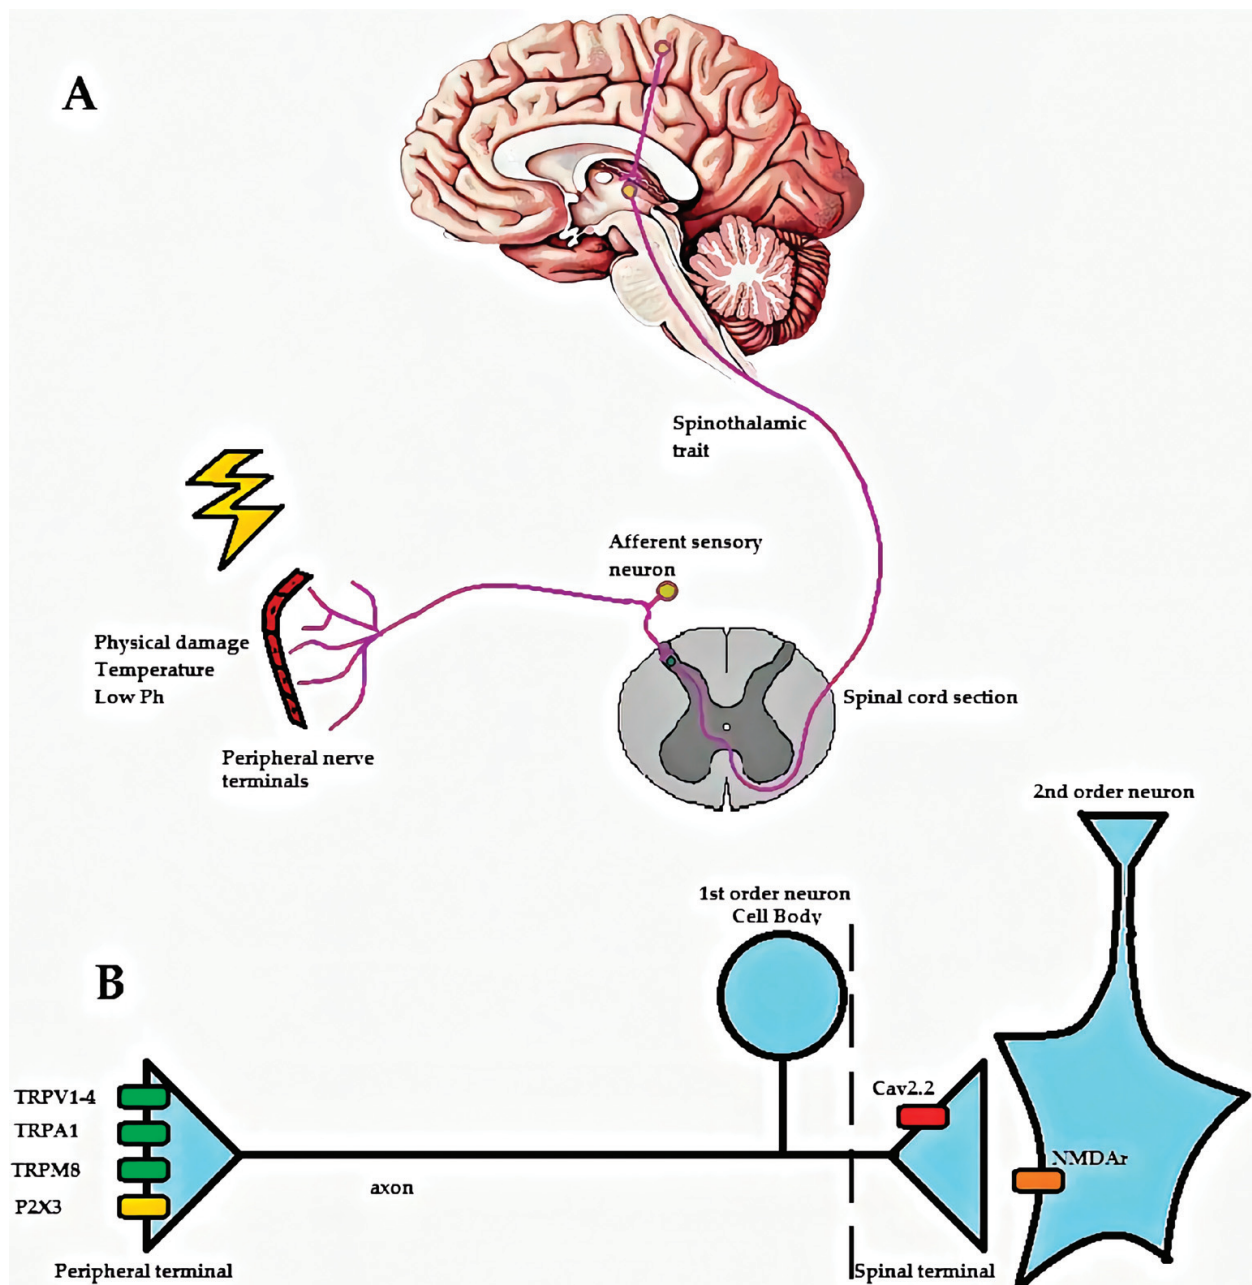 A
Spinothalamic
trait
Afferent sensory
neuron
Physical damage
Temperature
Low Ph
Spinal cord section
Peripheral nerve
terminals
2nd order neuron
1st order neuron
Cell Body
B
TRPV1-4
TRPA1
TRPM8
P2X3
Cav2.2
NMDAr
axon
Peripheral terminal
Spinal terminal